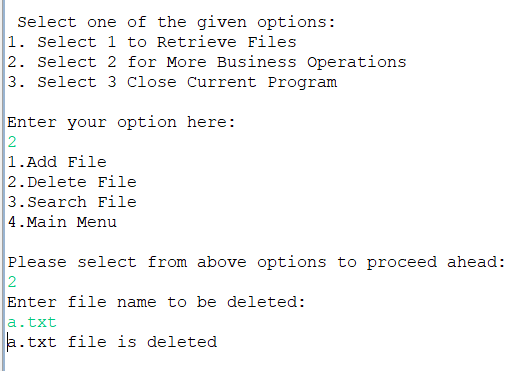 Select one of the given options:
1. Select 1 to Retrieve Files
2. Select 2 for More Business Operations
3. Select 3 Close Current Program
Enter your option here:
2
1.Add File
2.Delete File
3.Search File
4.Main Menu
Please select from above options to proceed ahead:
2
Enter file name to be deleted:
a.txt
a.txt file is deleted